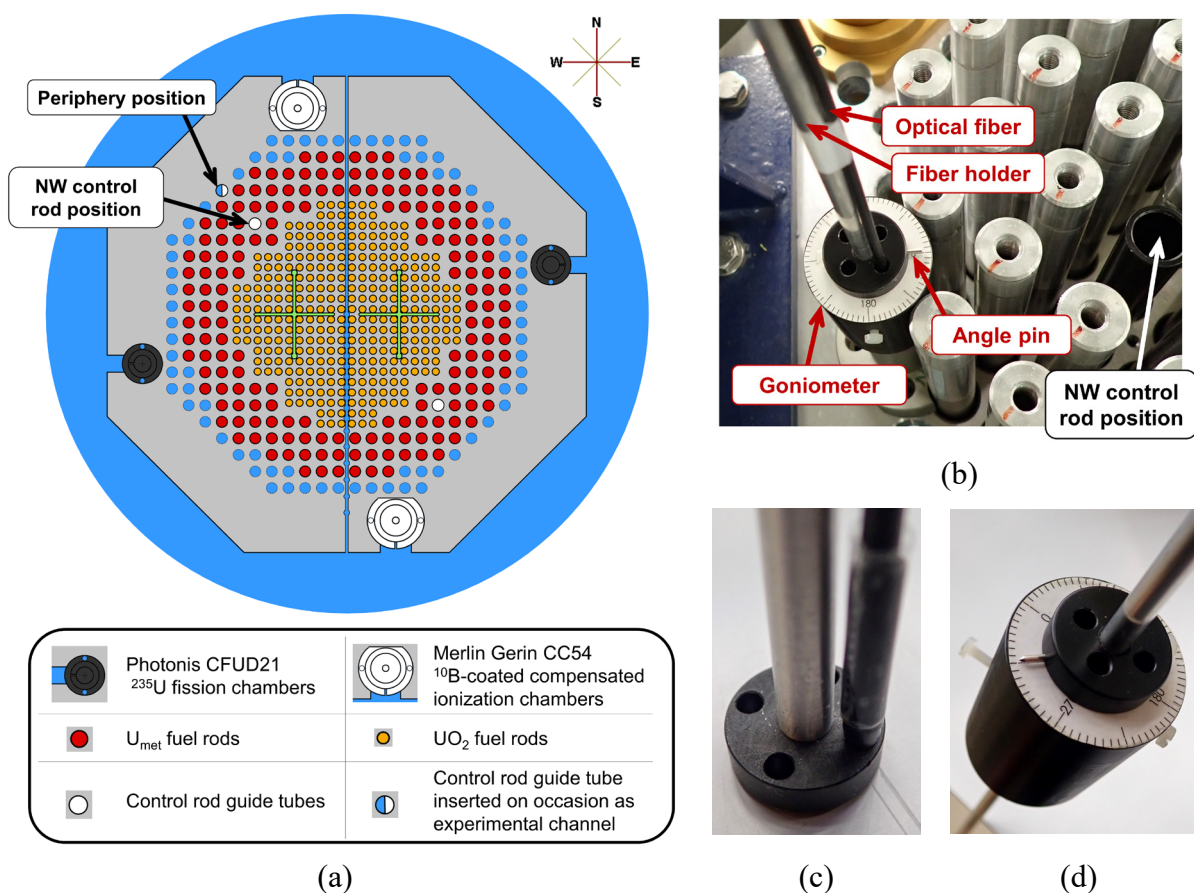 N
W
E
S
Periphery position
NW control
rod position
Photonis CFUD21
²³⁵U fission chambers
Merlin Gerin CC54
¹⁰B-coated compensated
ionization chambers
U_met fuel rods
UO₂ fuel rods
Control rod guide tubes
Control rod guide tube
inserted on occasion as
experimental channel
(a)
Optical fiber
Fiber holder
180
Angle pin
Goniometer
NW control
rod position
(b)
(c)
0
180
27
(d)